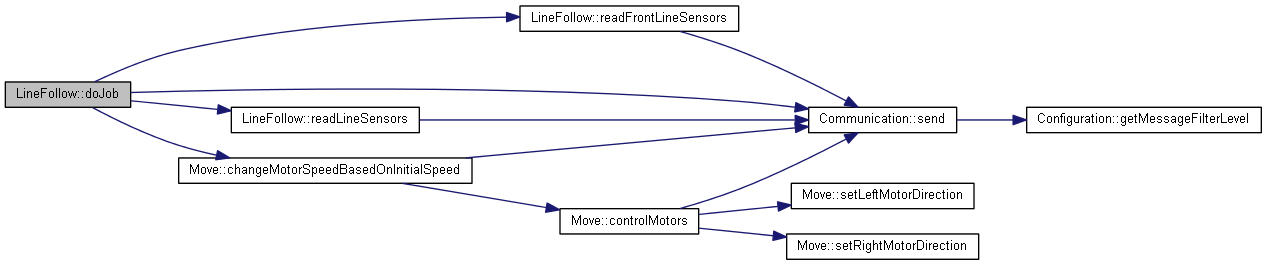 LineFollow::readFrontLineSensors
LineFollow::doJob
LineFollow::readLineSensors
Communication::send
Configuration::getMessageFilterLevel
Move::changeMotorSpeedBasedOnInitialSpeed
Move::setLeftMotorDirection
Move::controlMotors
Move::setRightMotorDirection